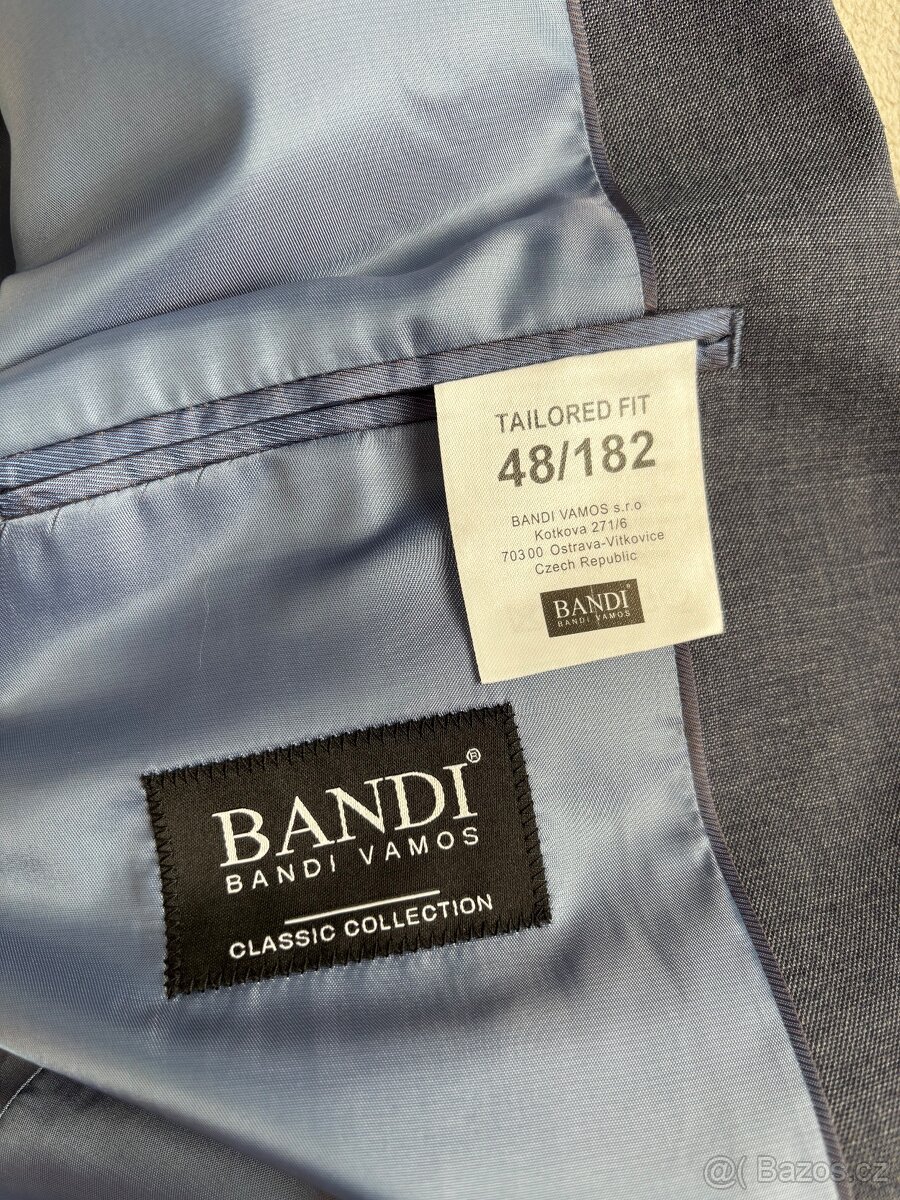 TAILORED FIT
48/182
BANDI VAMOS s.r.o
Kotkova 271/6
703 00 Ostrava-Vítkovice
Czech Republic
BANDI®
BANDI VAMOS
BANDI®
BANDI VAMOS
CLASSIC COLLECTION
@( Bazos.cz